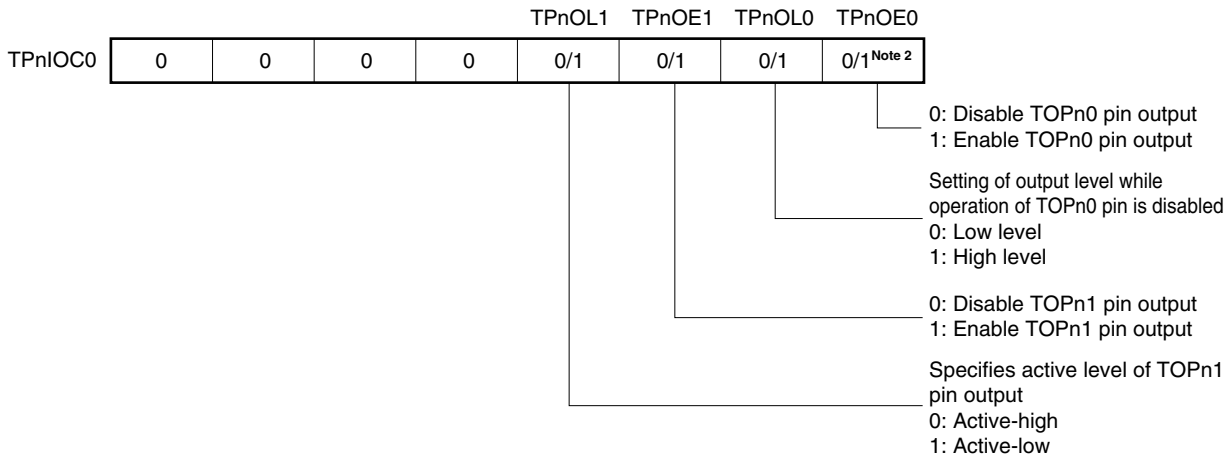 TPnOL1 TPnOE1 TPnOL0 TPnOE0
TPnIOC0 0 0 0 0 0/1 0/1 0/1 0/1 Note 2
0: Disable TOPn0 pin output
1: Enable TOPn0 pin output
Setting of output level while
operation of TOPn0 pin is disabled
0: Low level
1: High level
0: Disable TOPn1 pin output
1: Enable TOPn1 pin output
Specifies active level of TOPn1
pin output
0: Active-high
1: Active-low